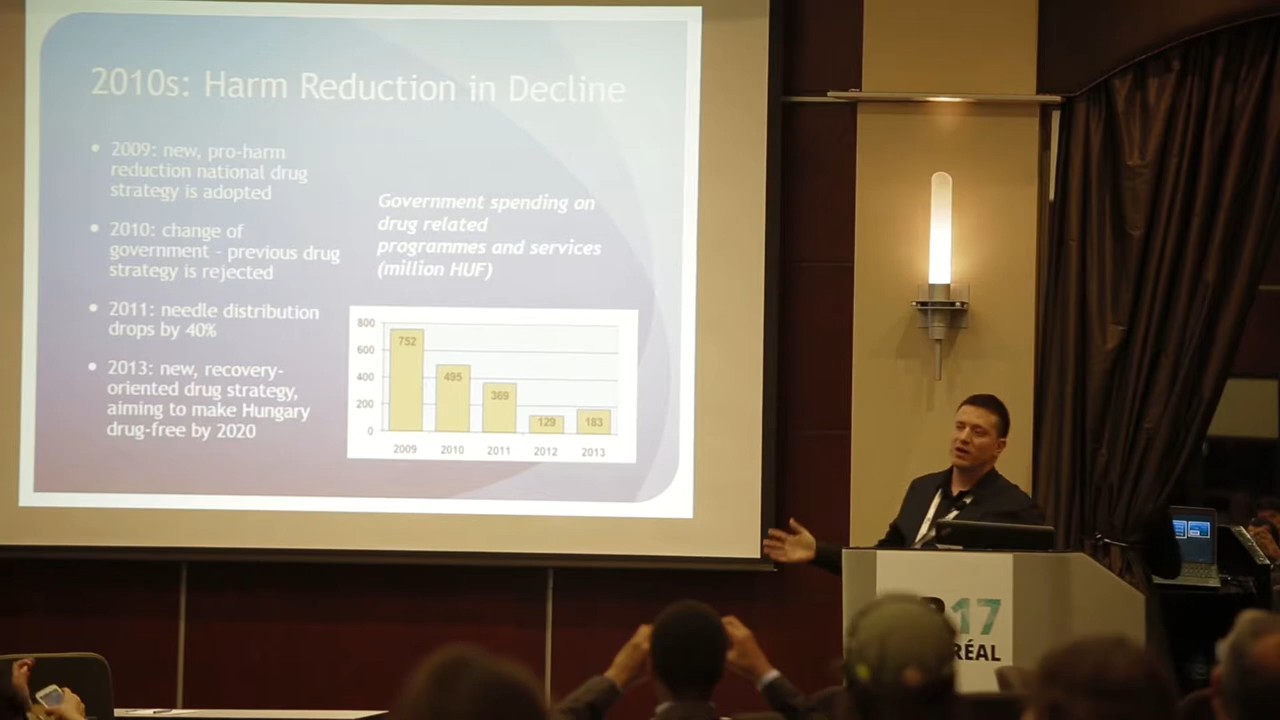 2010s: Harm Reduction in Decline
• 2009: new, pro-harm
reduction national drug
strategy is adopted
• 2010: change of
government – previous drug
strategy is rejected
• 2011: needle distribution
drops by 40%
• 2013: new, recovery-
oriented drug strategy,
aiming to make Hungary
drug-free by 2020
Government spending on
drug related
programmes and services
(million HUF)
800
600
400
200
0
752
495
369
129
183
2009 2010 2011 2012 2013
17
RÉAL